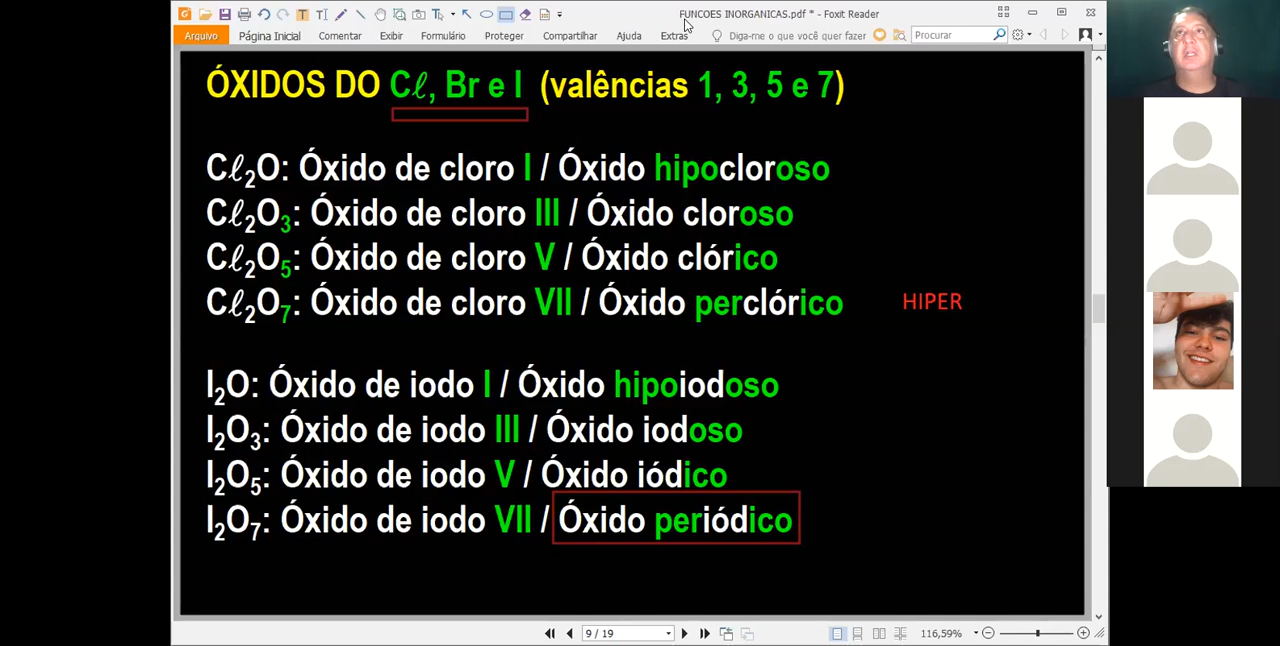 FUNCOES INORGANICAS.pdf * - Foxit Reader
Arquivo Página Inicial Comentar Exibir Formulário Proteger Compartilhar Ajuda Extras Diga-me o que você quer fazer Procurar
ÓXIDOS DO Cℓ, Br e I (valências 1, 3, 5 e 7)
Cℓ₂O: Óxido de cloro I / Óxido hipocloroso
Cℓ₂O₃: Óxido de cloro III / Óxido cloroso
Cℓ₂O₅: Óxido de cloro V / Óxido clórico
Cℓ₂O₇: Óxido de cloro VII / Óxido perclórico HIPER
I₂O: Óxido de iodo I / Óxido hipoiodoso
I₂O₃: Óxido de iodo III / Óxido iodoso
I₂O₅: Óxido de iodo V / Óxido iódico
I₂O₇: Óxido de iodo VII / Óxido periódico
9 / 19 116,59%